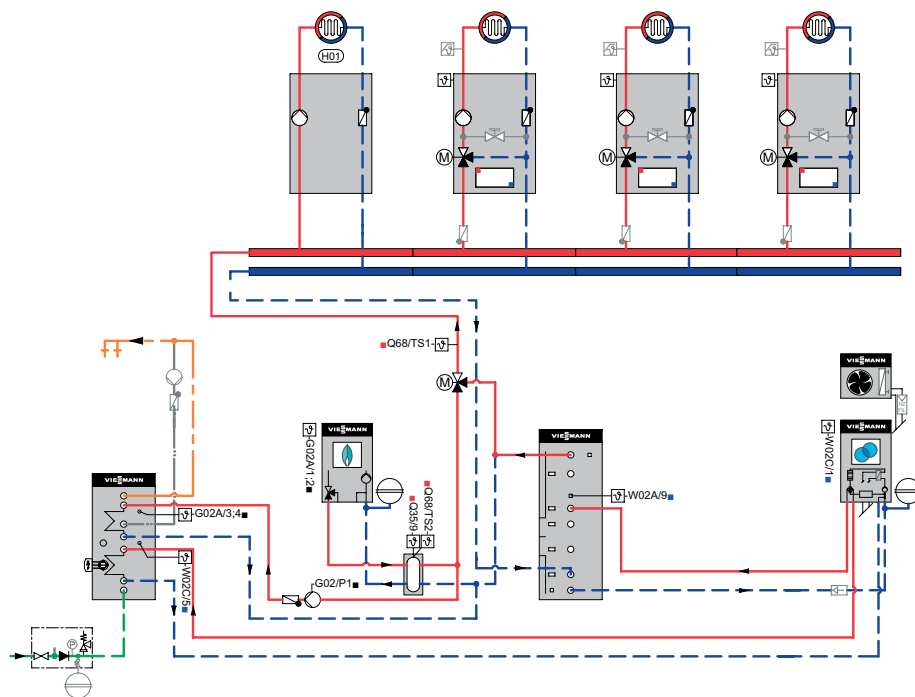 H01
M
M
M
Q68/TS1
M
VIESMANN
VIESMANN
VIESMANN
VIESMANN
VIESMANN
G02A/1;2
Q68/TS2
Q35/9
W02C/1
W02A/9
G02A/3;4
W02C/5
G02/P1
P